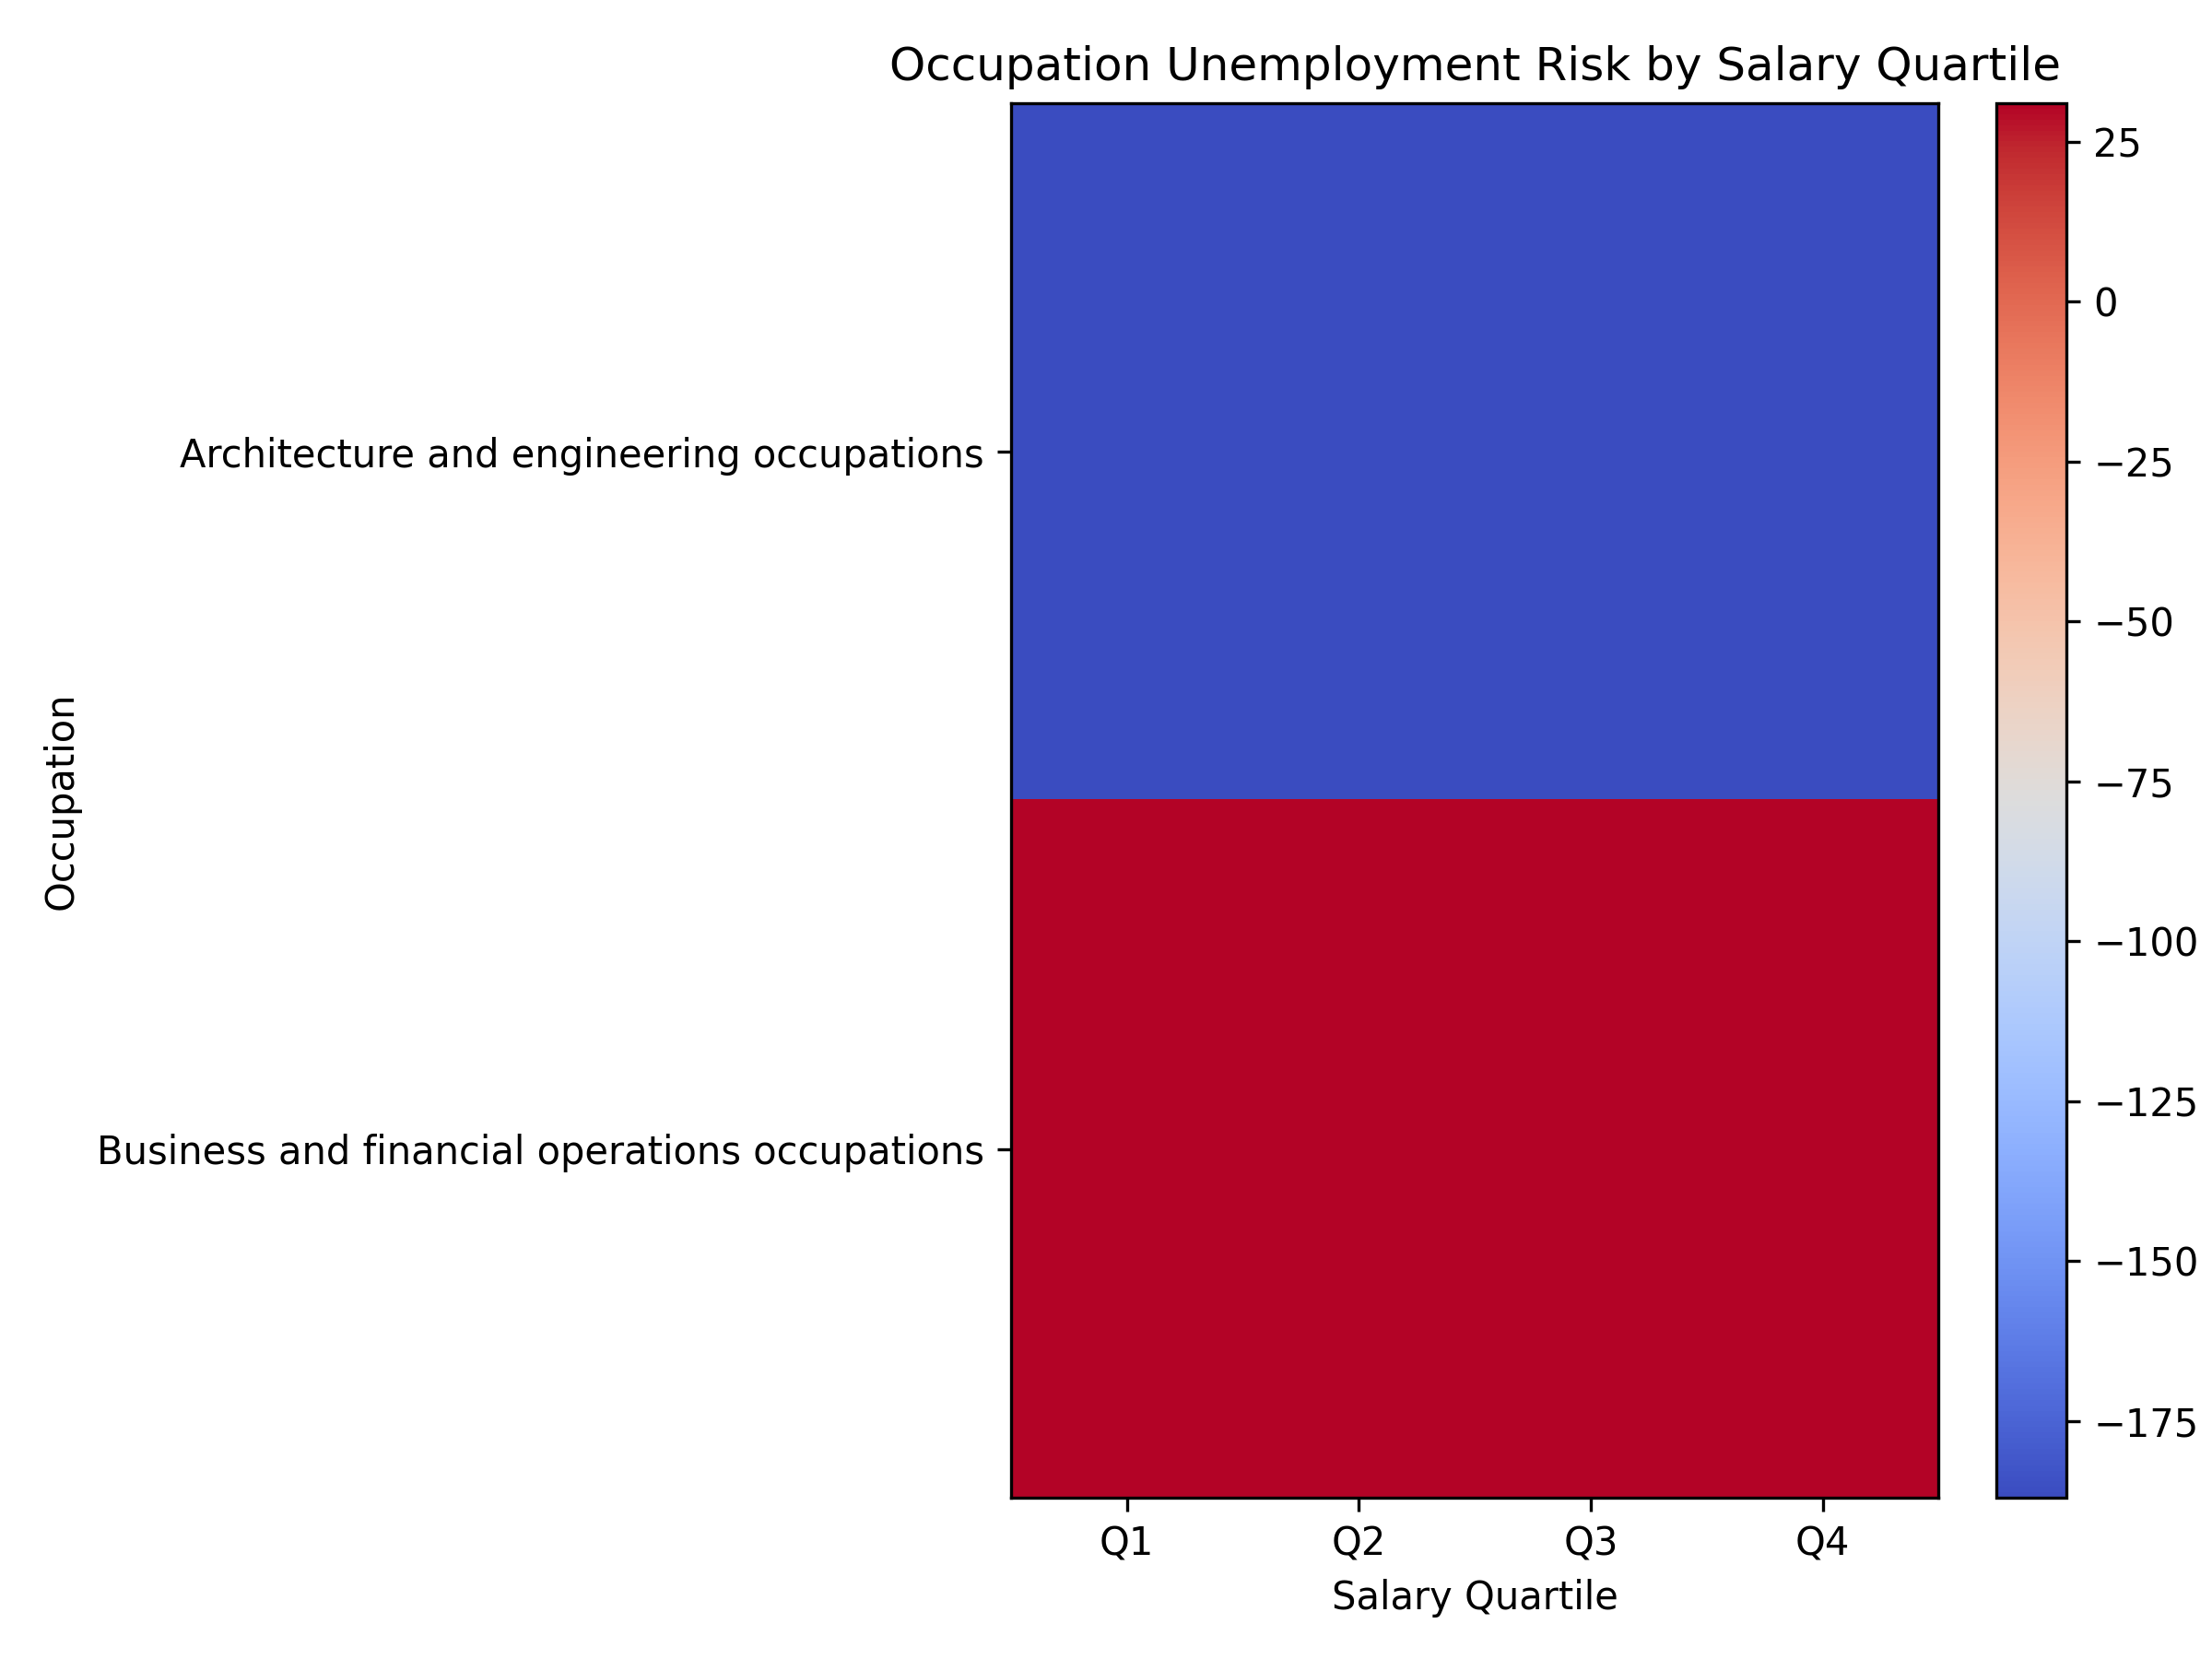 Occupation Unemployment Risk by Salary Quartile
Occupation
Architecture and engineering occupations
Business and financial operations occupations
Q1 Q2 Q3 Q4
Salary Quartile
25
0
−25
−50
−75
−100
−125
−150
−175